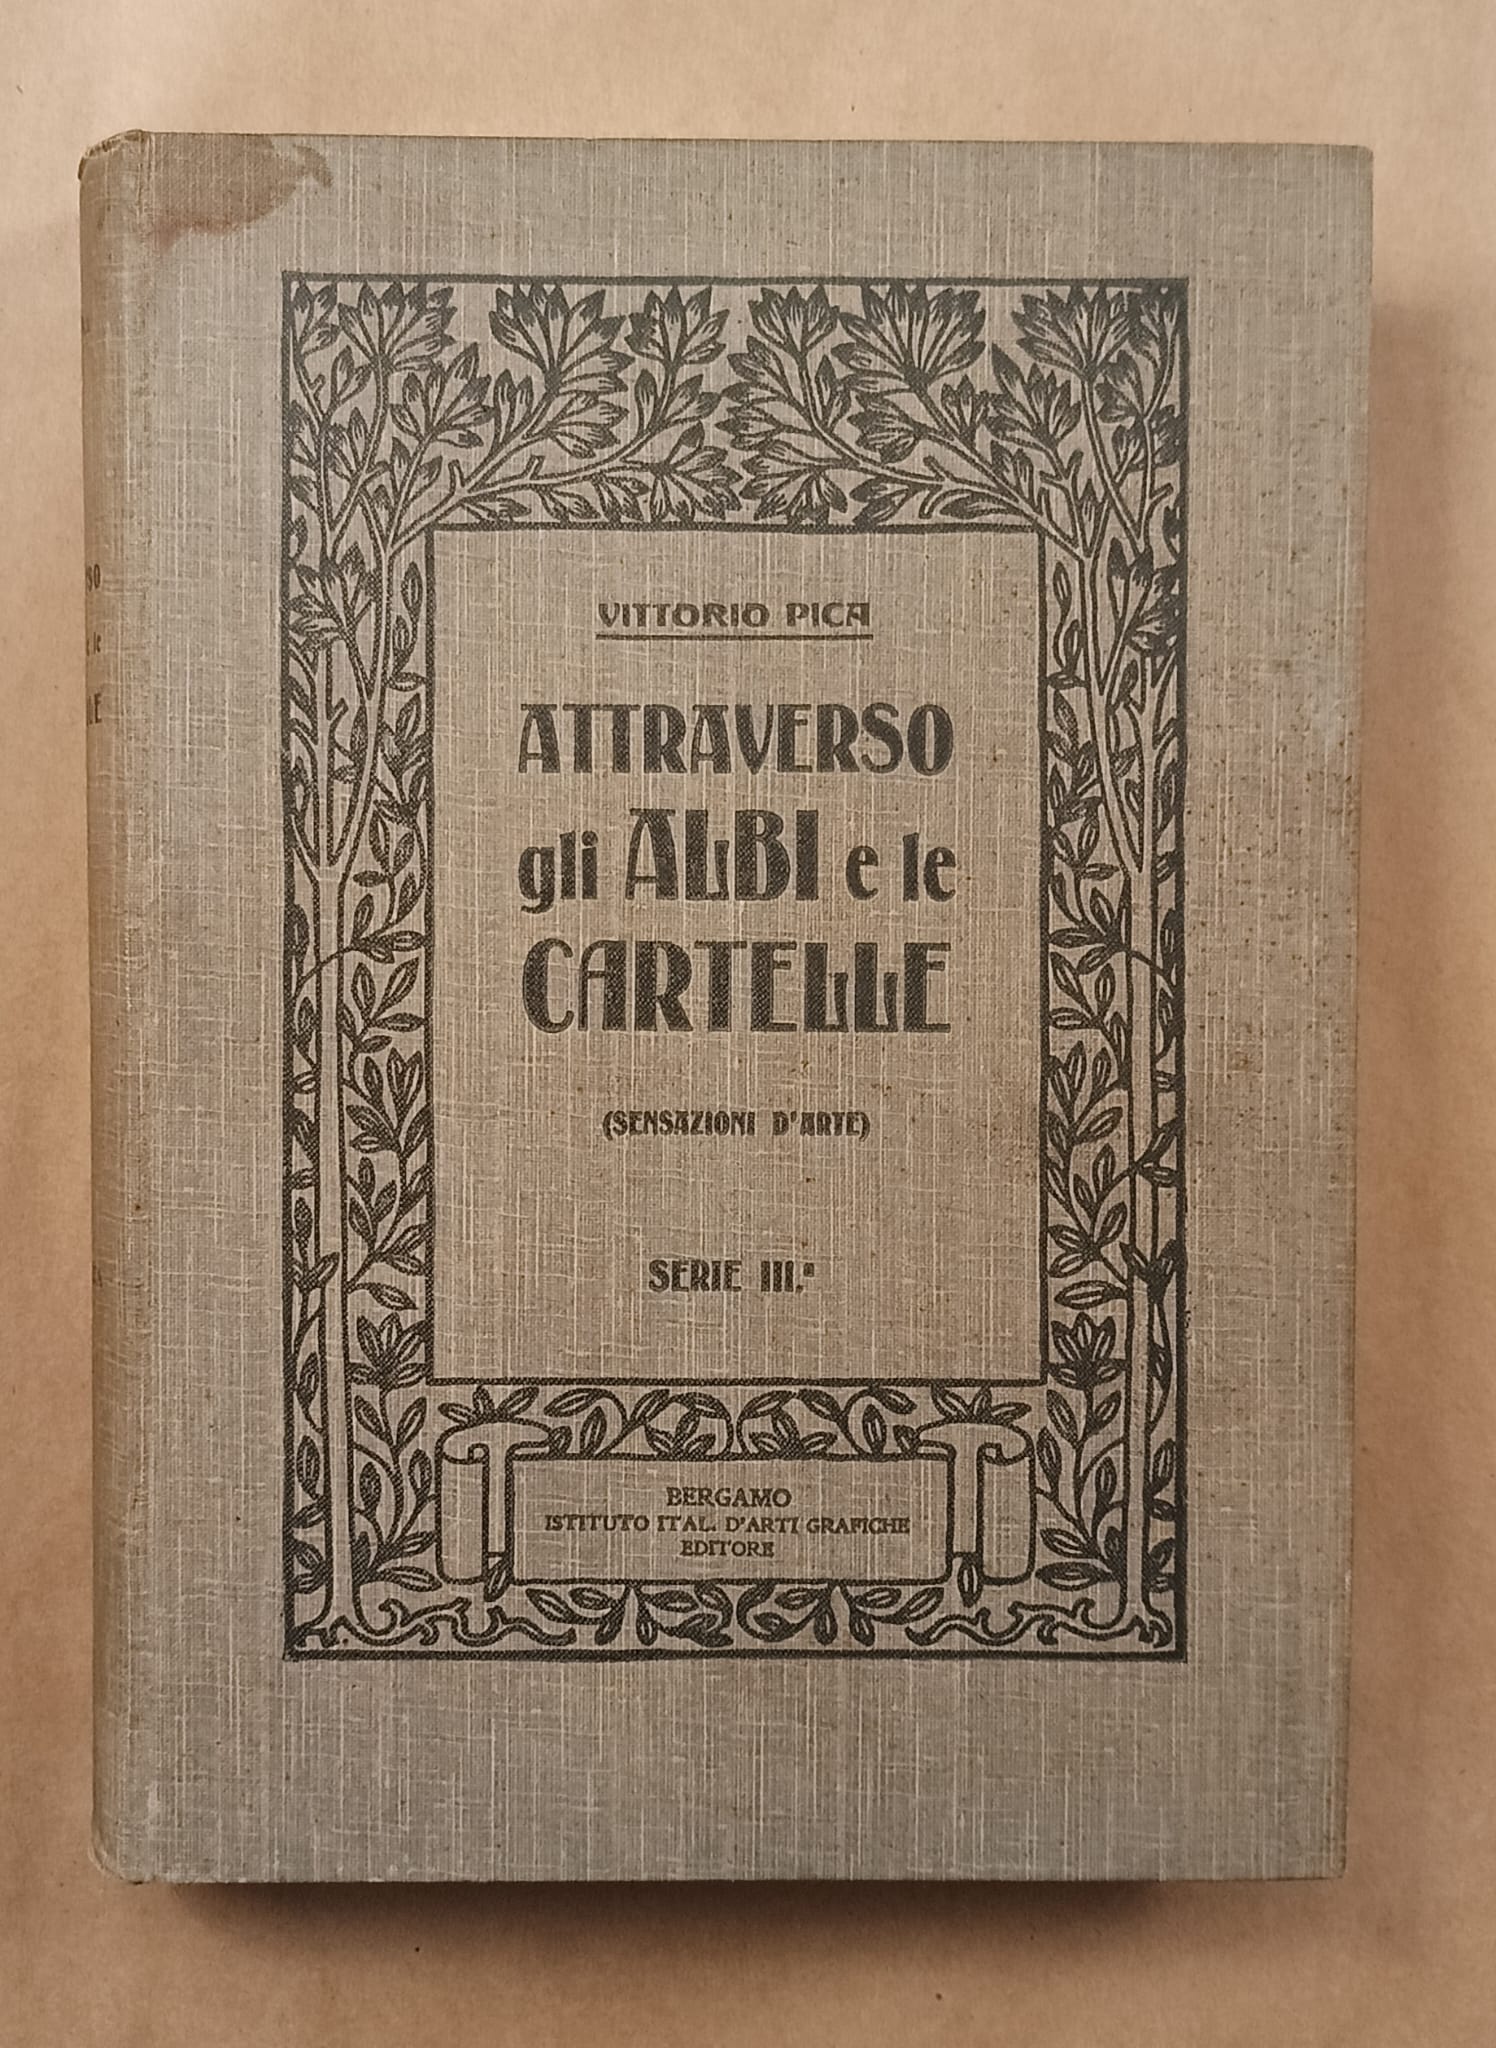 VITTORIO PICA
ATTRAVERSO
gli ALBI e le
CARTELLE
(SENSAZIONI D'ARTE)
SERIE III.ª
BERGAMO
ISTITUTO ITAL. D'ARTI GRAFICHE
EDITORE